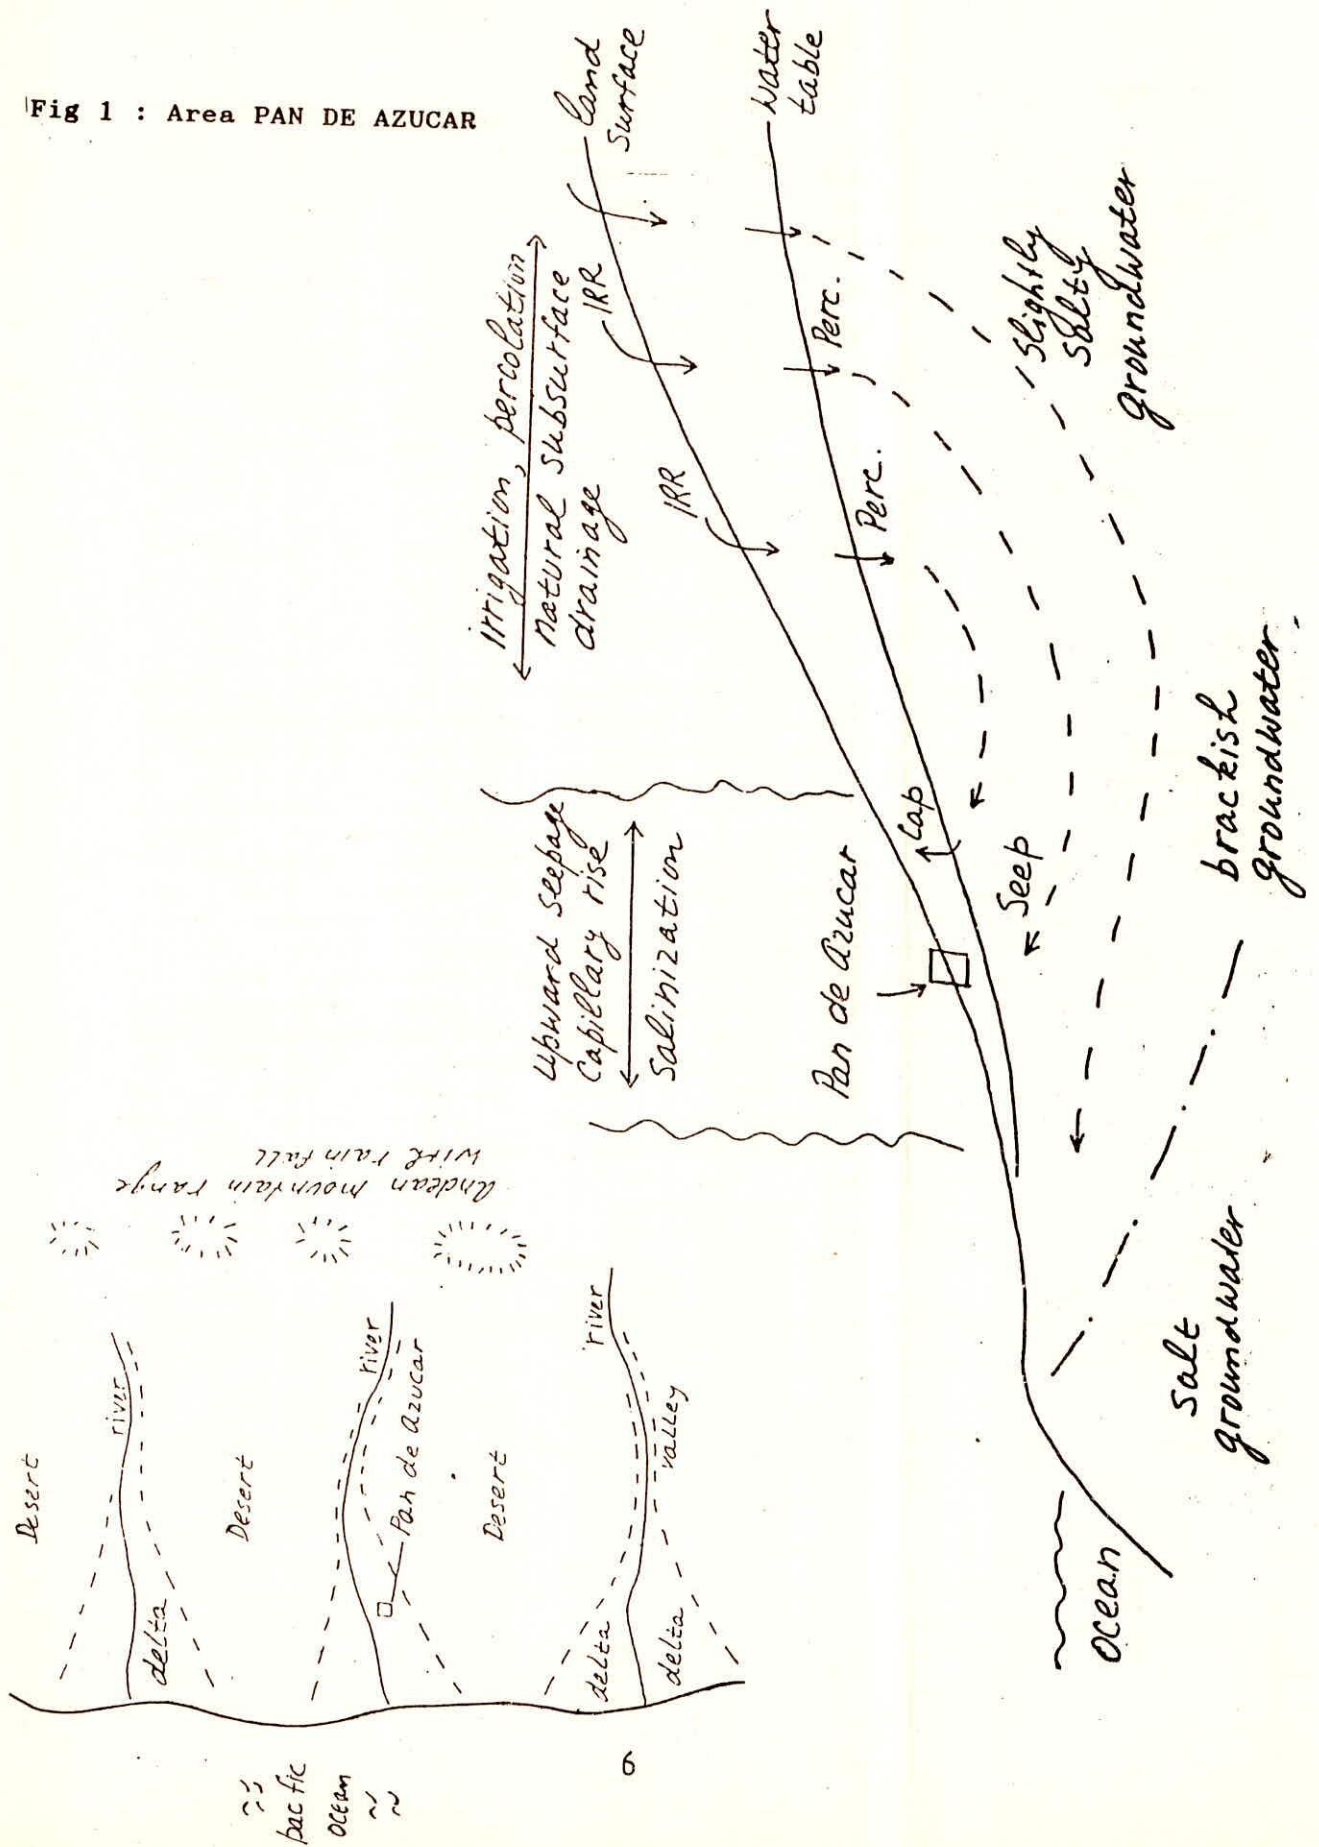 Fig 1 : Area PAN DE AZUCAR
Desert
river
delta
Desert
river
Pan de Azucar
Desert
river
delta
valley
delta
pacific
ocean
Andean mountain range
with rainfall
6
Irrigation, percolation
natural subsurface
drainage
Upward seepage
Capillary rise
Salinization
land
surface
water
table
IRR
IRR
Perc.
Perc.
Pan de Azucar
Cap
Seep
slightly
salty
groundwater
brackish
groundwater
salt
groundwater
ocean